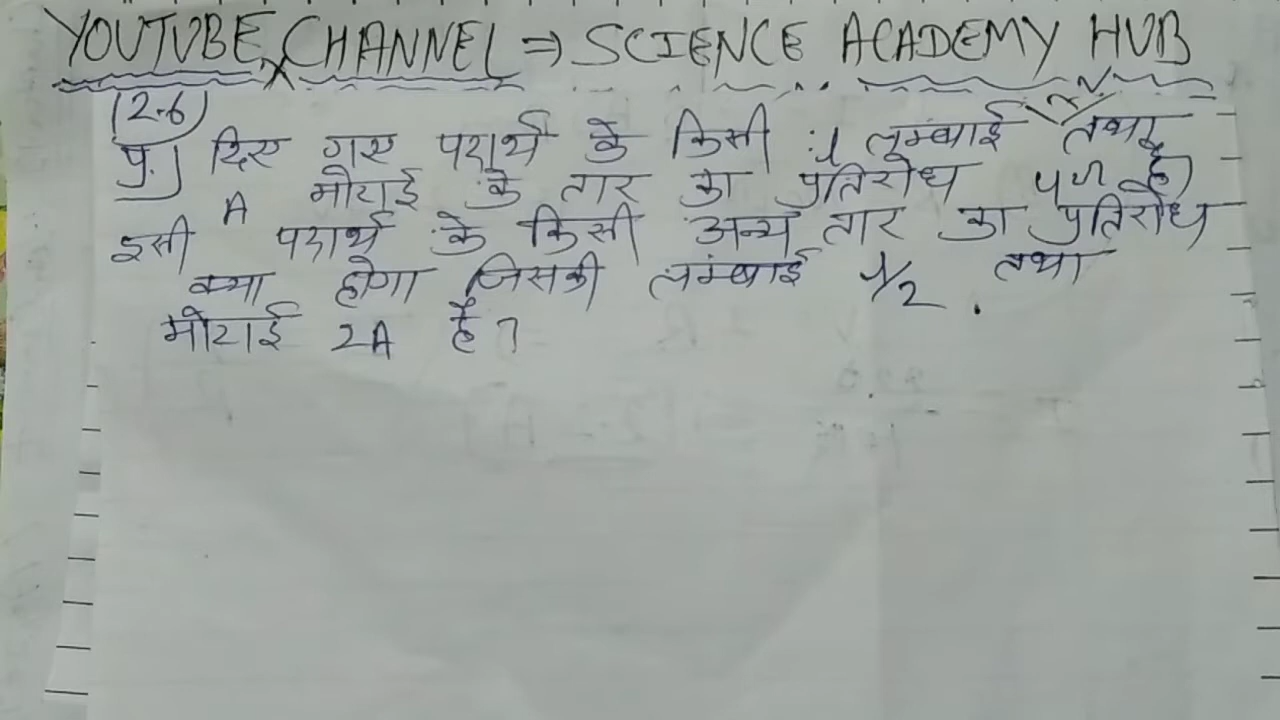 YOUTUBE CHANNEL ⇒ SCIENCE ACADEMY HUB
(2.6)
प्र.] दिए गए पदार्थ के किसी l लम्बाई तथा
A मोटाई के तार का प्रतिरोध 4Ω है।
इसी पदार्थ के किसी अन्य तार का प्रतिरोध
क्या होगा जिसकी लम्बाई l/2 तथा
मोटाई 2A है?